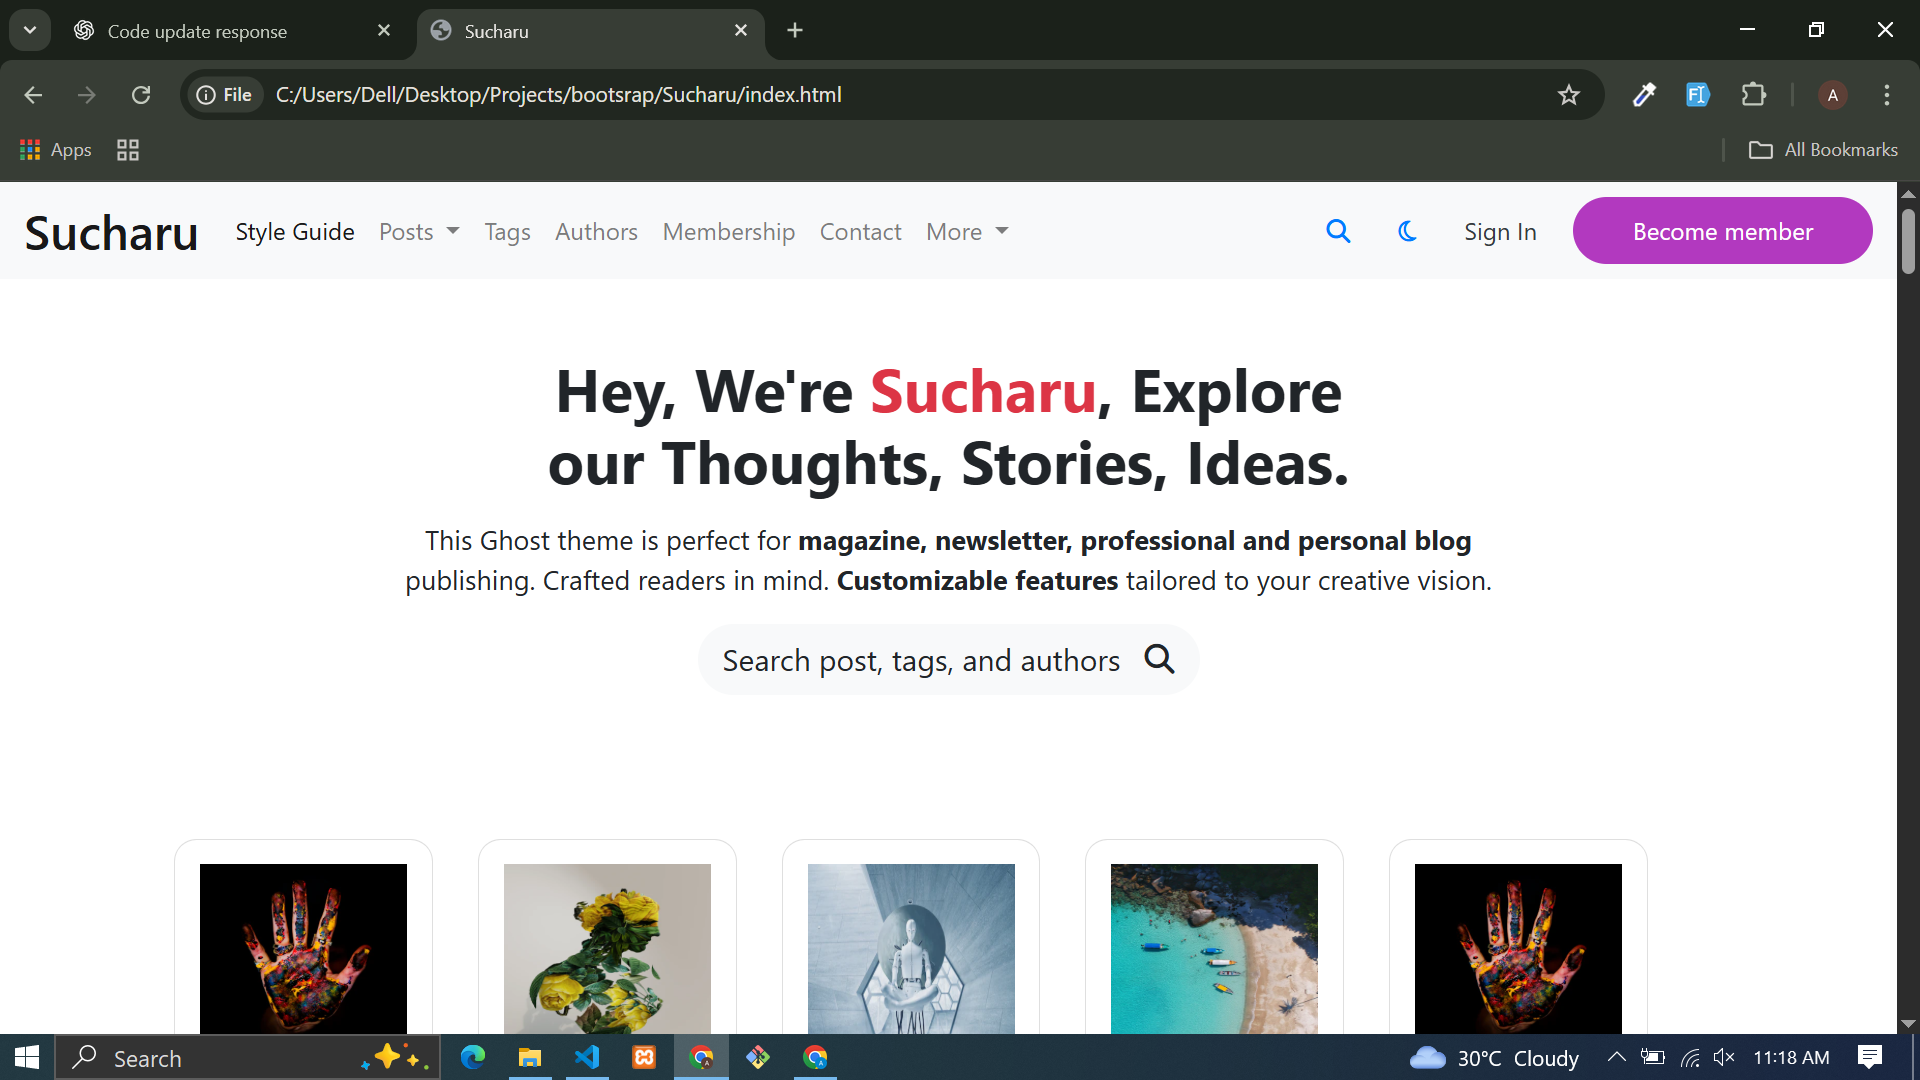 Code update response
Sucharu
File
C:/Users/Dell/Desktop/Projects/bootsrap/Sucharu/index.html
A
Apps
All Bookmarks
Sucharu
Style Guide
Posts
Tags
Authors
Membership
Contact
More
Sign In
Become member
Hey, We're Sucharu, Explore
our Thoughts, Stories, Ideas.
This Ghost theme is perfect for magazine, newsletter, professional and personal blog
publishing. Crafted readers in mind. Customizable features tailored to your creative vision.
Search post, tags, and authors
Search
30°C Cloudy
11:18 AM